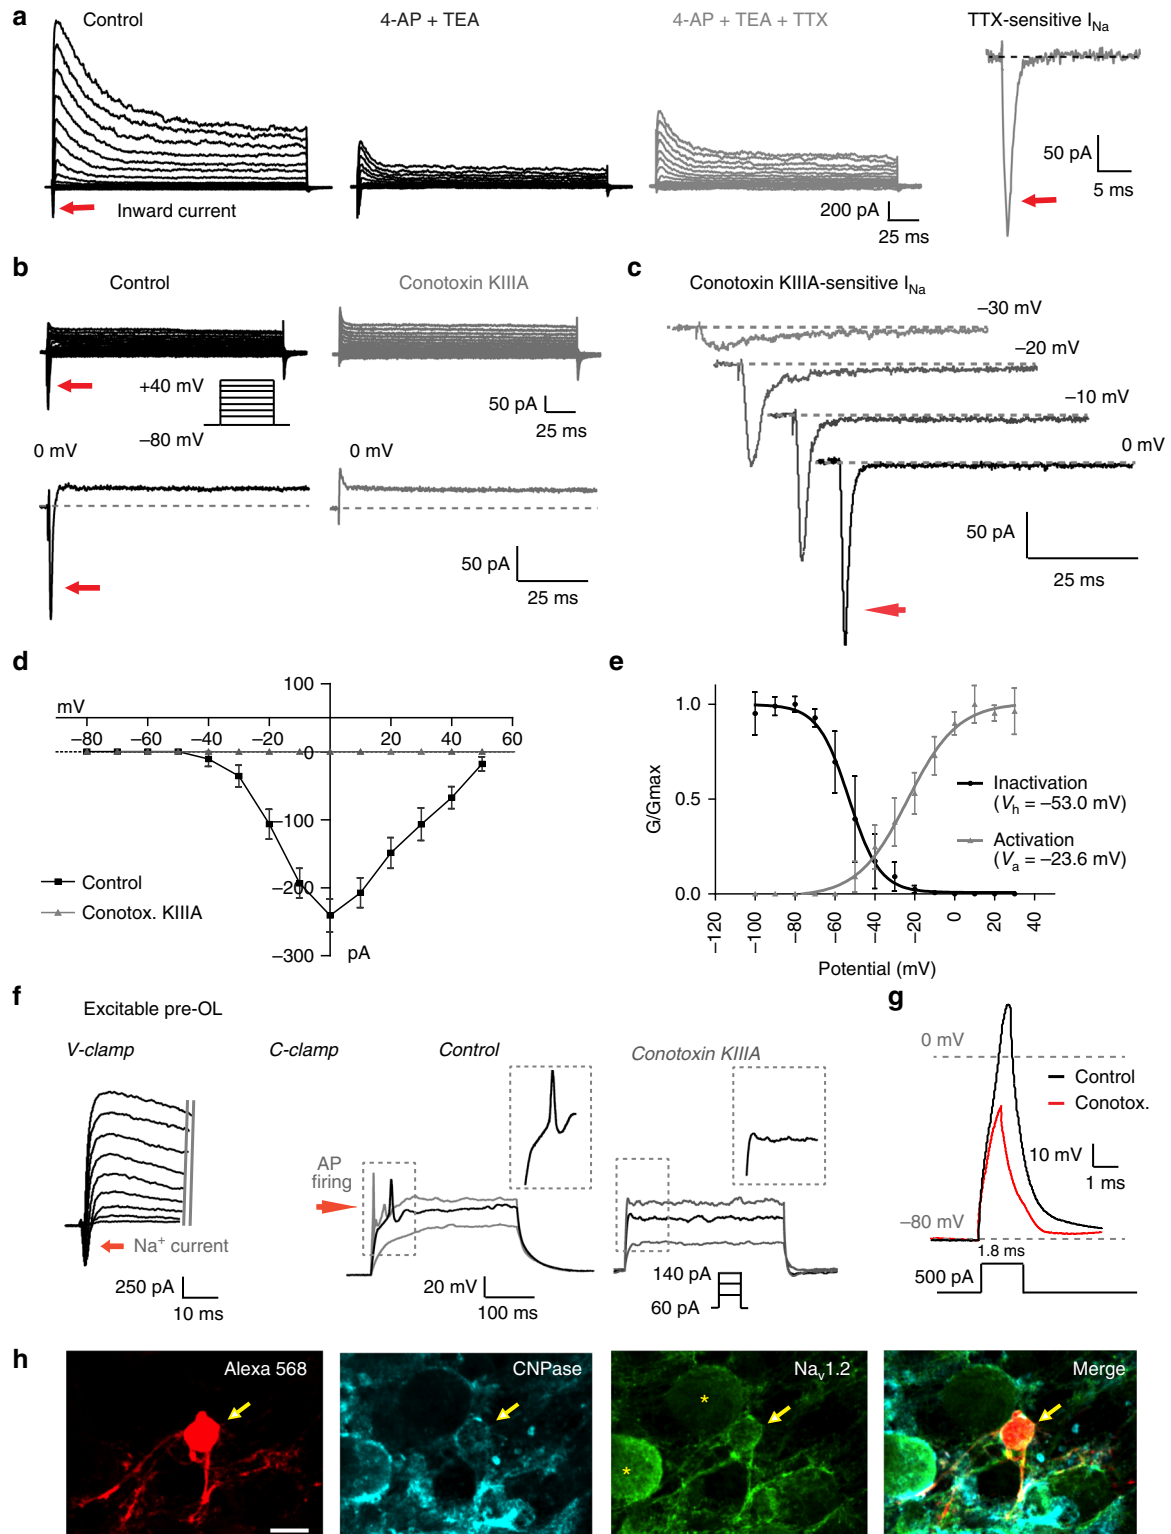 a
Control
4-AP + TEA
4-AP + TEA + TTX
TTX-sensitive INa
Inward current
200 pA
25 ms
50 pA
5 ms
b
Control
Conotoxin KIIIA
+40 mV
−80 mV
50 pA
25 ms
0 mV
0 mV
50 pA
25 ms
c
Conotoxin KIIIA-sensitive INa
−30 mV
−20 mV
−10 mV
0 mV
50 pA
25 ms
d
mV
100
−80
−60
−40
−20
0
20
40
60
−100
−200
−300
pA
Control
Conotox. KIIIA
e
1.0
0.5
0.0
G/Gmax
−120
−100
−80
−60
−40
−20
0
20
40
Potential (mV)
Inactivation
(Vh = −53.0 mV)
Activation
(Va = −23.6 mV)
f
Excitable pre-OL
V-clamp
C-clamp
Control
Conotoxin KIIIA
AP
firing
Na+ current
250 pA
10 ms
20 mV
100 ms
140 pA
60 pA
g
0 mV
Control
Conotox.
10 mV
1 ms
−80 mV
1.8 ms
500 pA
h
Alexa 568
CNPase
Nav1.2
Merge
*
*